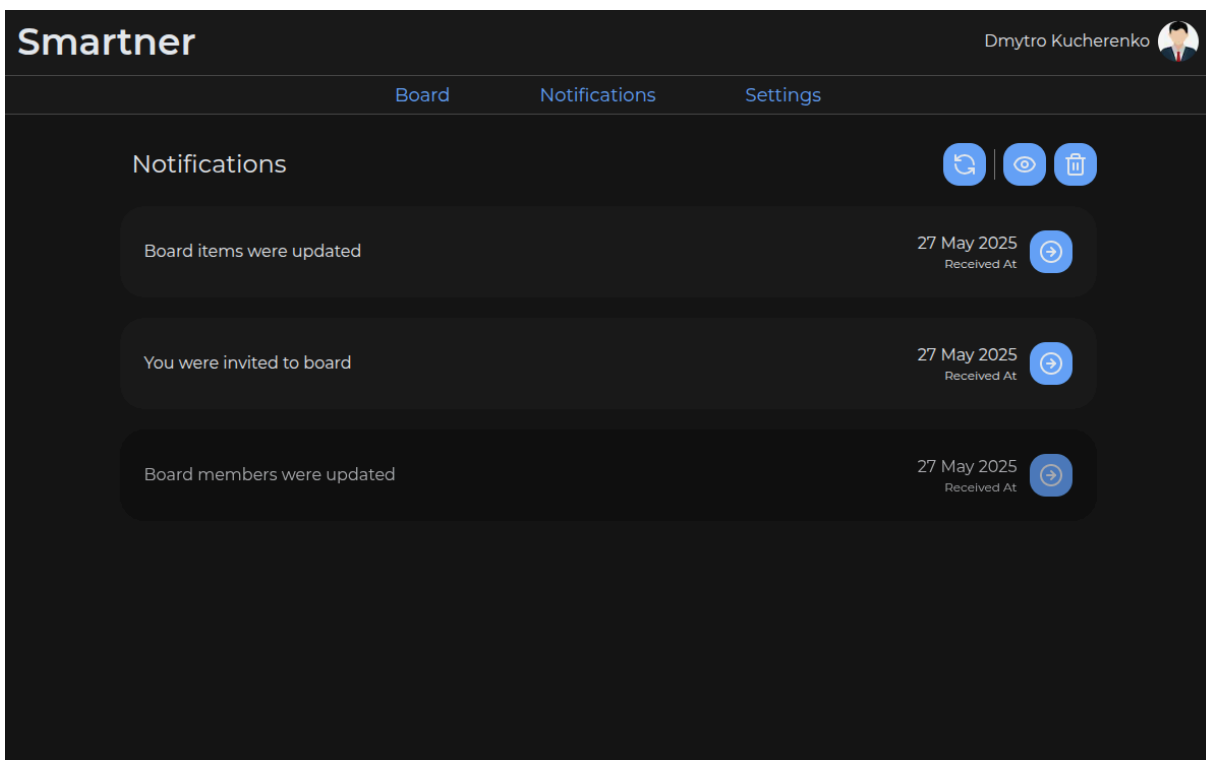 Smartner
Dmytro Kucherenko
Board Notifications Settings
Notifications
Board items were updated
27 May 2025
Received At
You were invited to board
27 May 2025
Received At
Board members were updated
27 May 2025
Received At